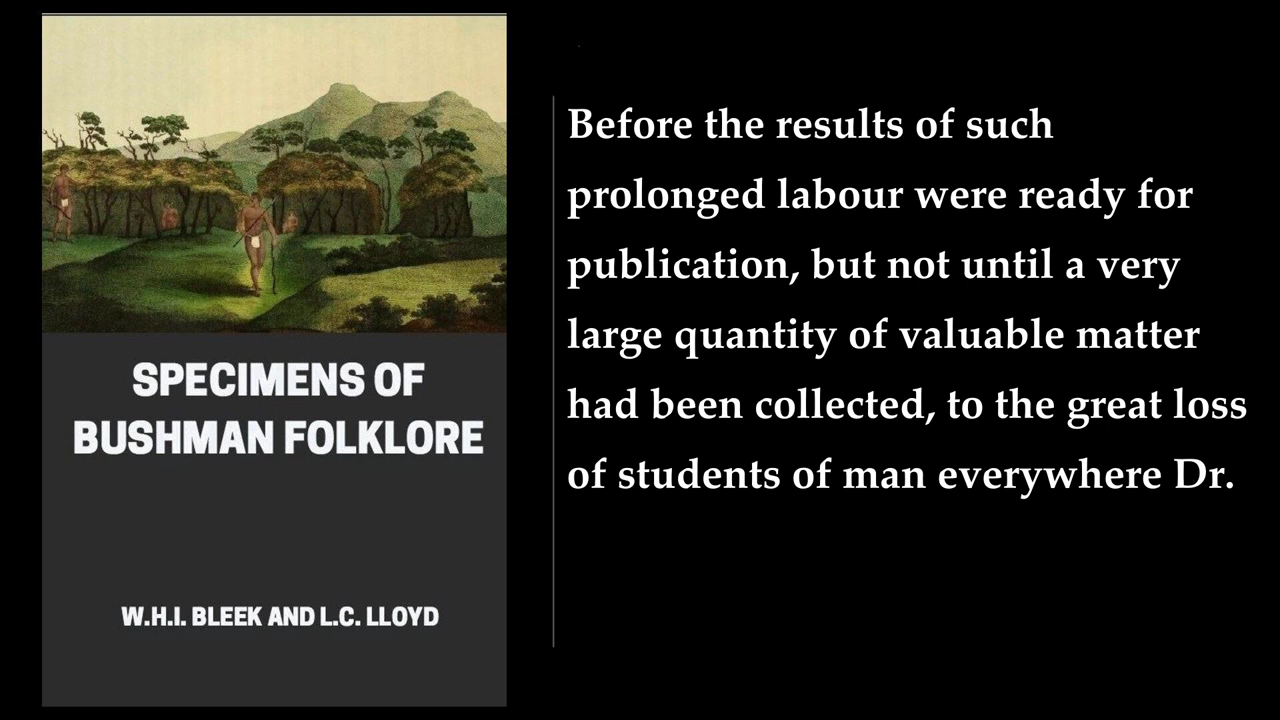 SPECIMENS OF
BUSHMAN FOLKLORE
W.H.I. BLEEK AND L.C. LLOYD
Before the results of such
prolonged labour were ready for
publication, but not until a very
large quantity of valuable matter
had been collected, to the great loss
of students of man everywhere Dr.